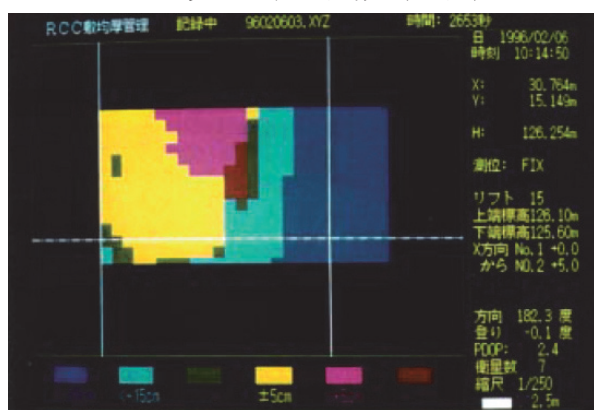 RCC敷均厚管理 記録中 96020603.XYZ 時間: 2653秒
日 1996/02/06
時刻 10:14:50
X: 30.764m
Y: 15.149m
H: 126.254m
測位: FIX
リフト 15
上端標高126.10m
下端標高125.60m
X方向 No.1 +0.0
から NO.2 +5.0
方向 182.3 度
登り -0.1 度
PDOP: 2.4
衛星数 7
縮尺 1/250
2.5m
-15cm
±5cm